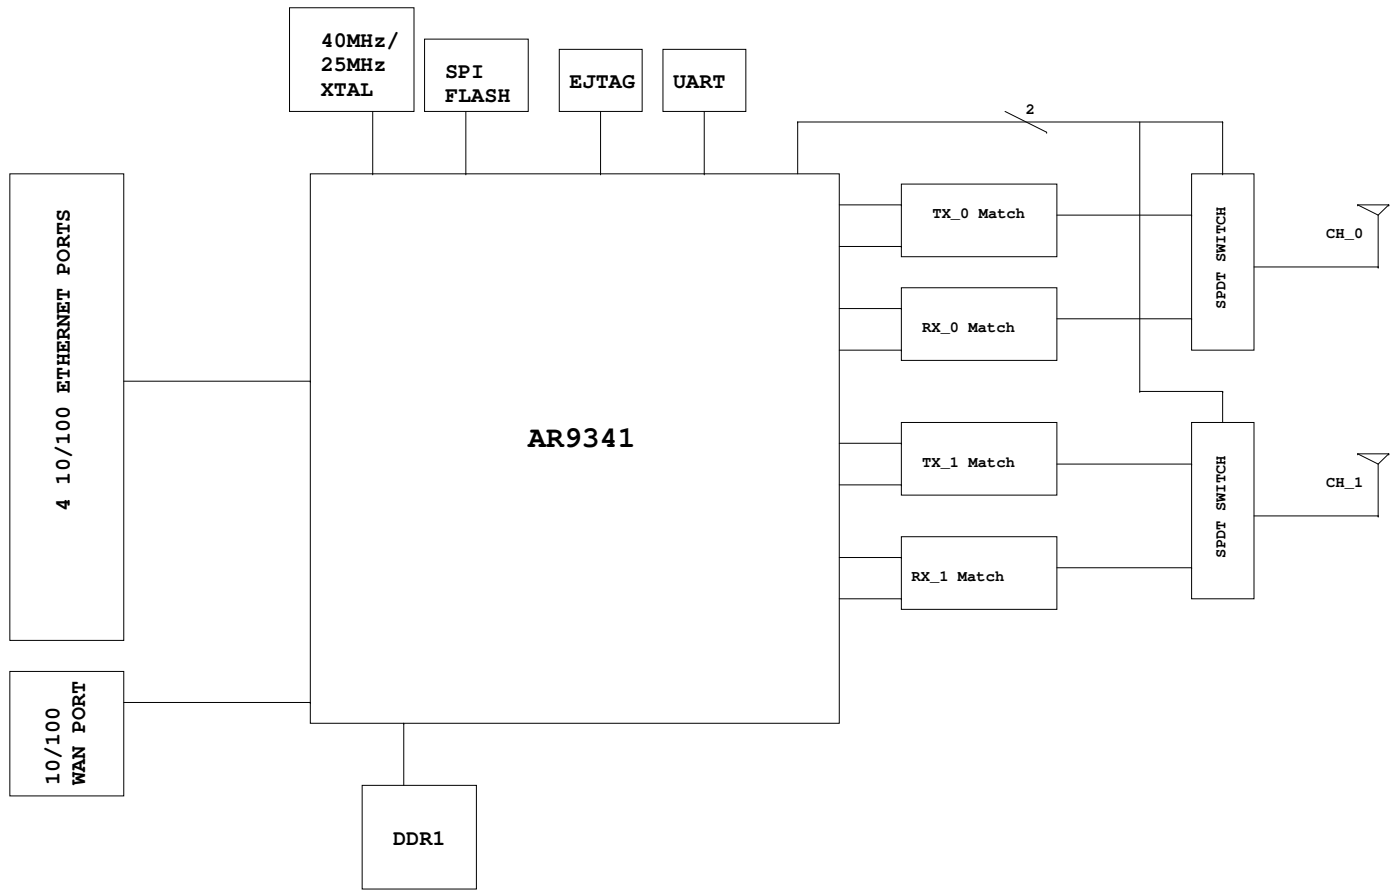 40MHz/
25MHz
XTAL
SPI
FLASH
EJTAG
UART
2
4 10/100 ETHERNET PORTS
TX_0 Match
SPDT SWITCH
CH_0
RX_0 Match
AR9341
TX_1 Match
SPDT SWITCH
CH_1
RX_1 Match
10/100
WAN PORT
DDR1